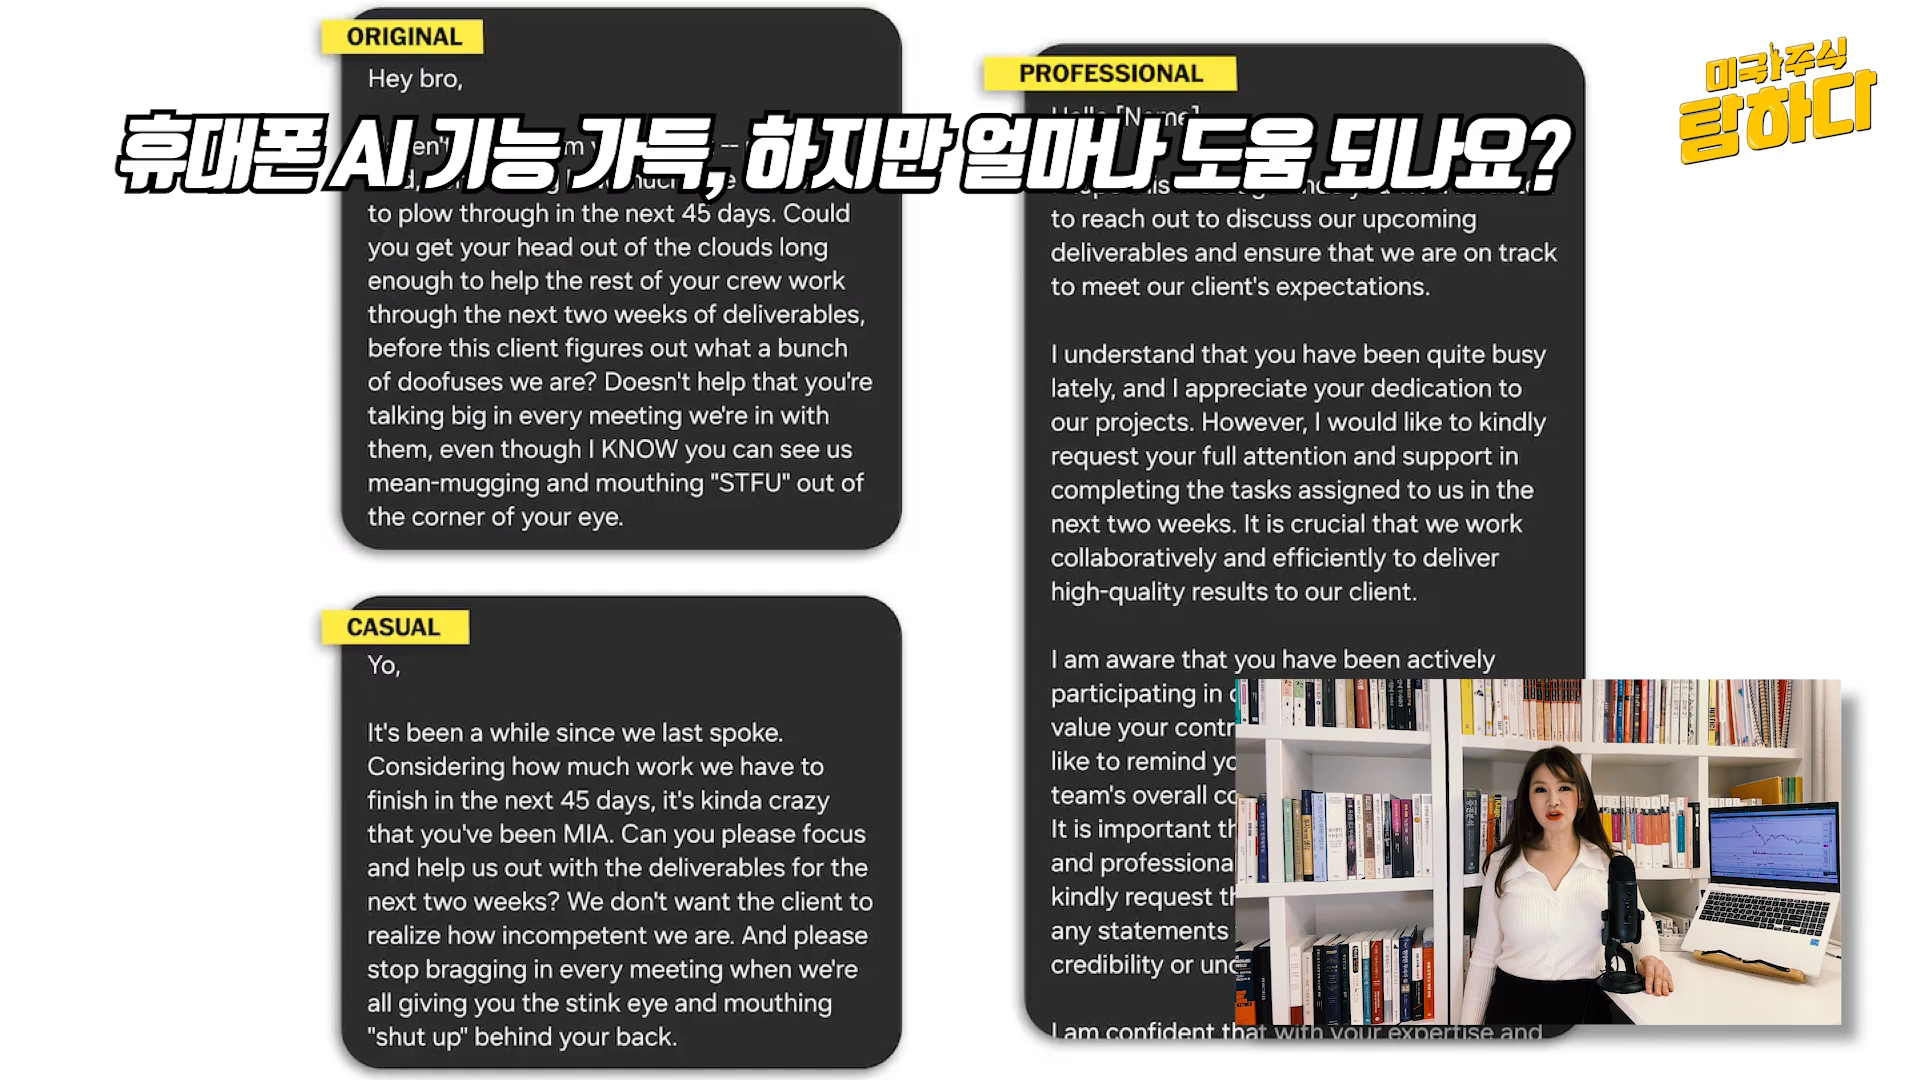 ORIGINAL
Hey bro,
to plow through in the next 45 days. Could
you get your head out of the clouds long
enough to help the rest of your crew work
through the next two weeks of deliverables,
before this client figures out what a bunch
of doofuses we are? Doesn't help that you're
talking big in every meeting we're in with
them, even though I KNOW you can see us
mean-mugging and mouthing "STFU" out of
the corner of your eye.
CASUAL
Yo,
It's been a while since we last spoke.
Considering how much work we have to
finish in the next 45 days, it's kinda crazy
that you've been MIA. Can you please focus
and help us out with the deliverables for the
next two weeks? We don't want the client to
realize how incompetent we are. And please
stop bragging in every meeting when we're
all giving you the stink eye and mouthing
"shut up" behind your back.
휴대폰 AI 기능 가득, 하지만 얼마나 도움 되나요?
PROFESSIONAL
Hello [Name]
to reach out to discuss our upcoming
deliverables and ensure that we are on track
to meet our client's expectations.
I understand that you have been quite busy
lately, and I appreciate your dedication to
our projects. However, I would like to kindly
request your full attention and support in
completing the tasks assigned to us in the
next two weeks. It is crucial that we work
collaboratively and efficiently to deliver
high-quality results to our client.
I am aware that you have been actively
participating in
value your
like to remind
team's overall
It is important
and
kindly request
any statements
credibility or
I am confident that with your expertise and
미국주식
탐하다